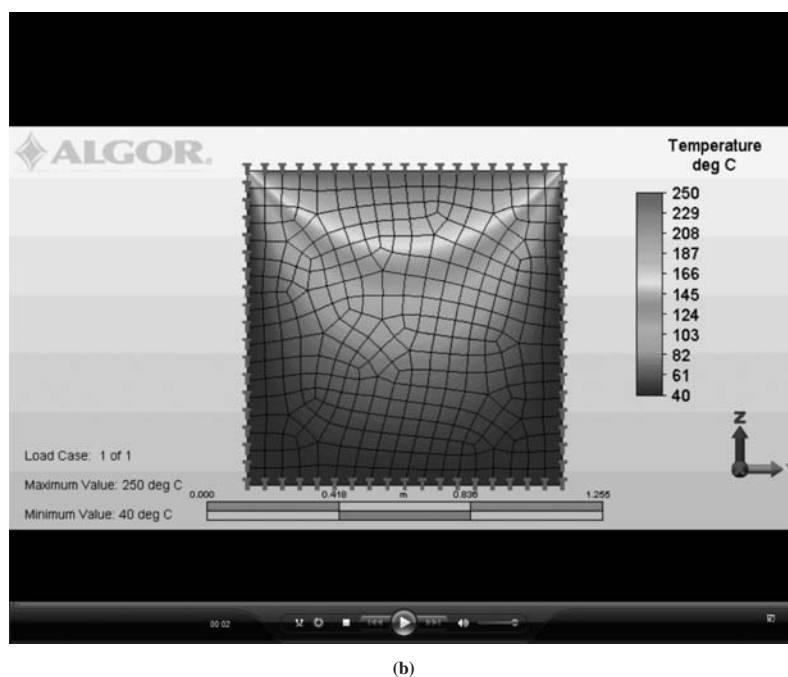 ALGOR.
Temperature
deg C
250
229
208
187
166
145
124
103
82
61
40
Z
Y
Load Case: 1 of 1
Maximum Value: 250 deg C
Minimum Value: 40 deg C
0.000 0.418 m 0.836 1.255
00:02
(b)